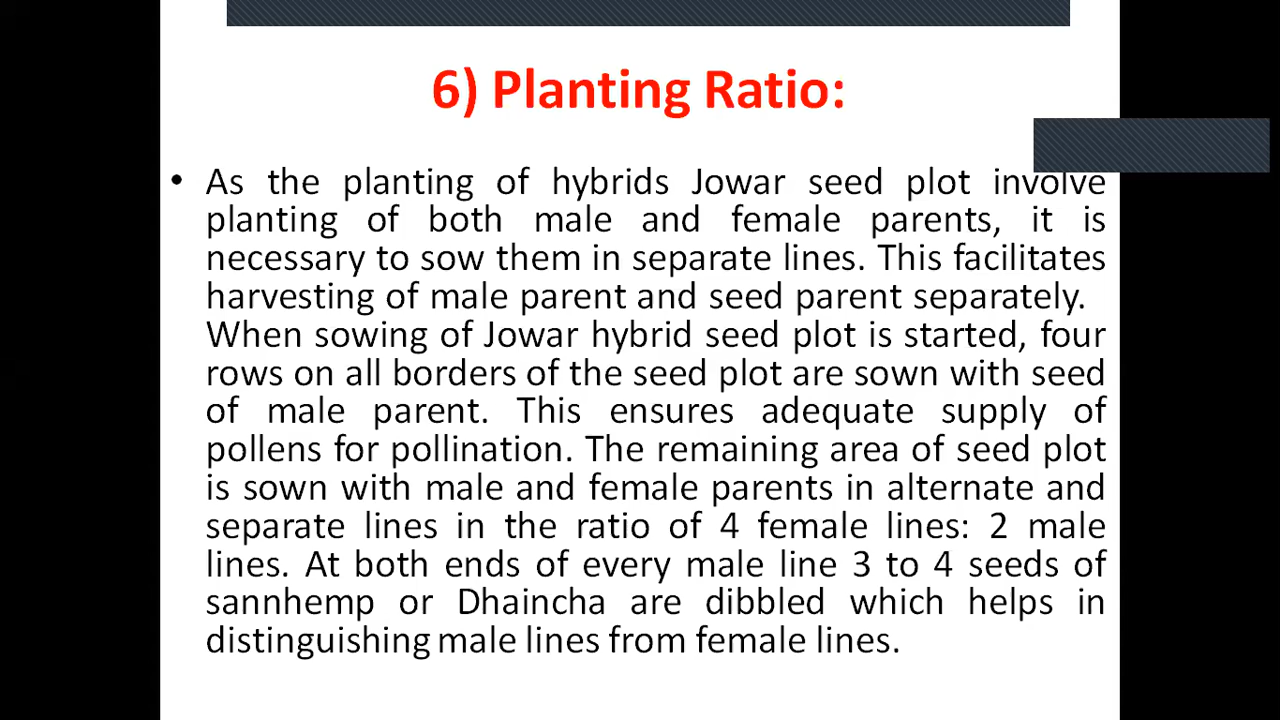 6) Planting Ratio:
• As the planting of hybrids Jowar seed plot involve
planting of both male and female parents, it is
necessary to sow them in separate lines. This facilitates
harvesting of male parent and seed parent separately.
When sowing of Jowar hybrid seed plot is started, four
rows on all borders of the seed plot are sown with seed
of male parent. This ensures adequate supply of
pollens for pollination. The remaining area of seed plot
is sown with male and female parents in alternate and
separate lines in the ratio of 4 female lines: 2 male
lines. At both ends of every male line 3 to 4 seeds of
sannhemp or Dhaincha are dibbled which helps in
distinguishing male lines from female lines.